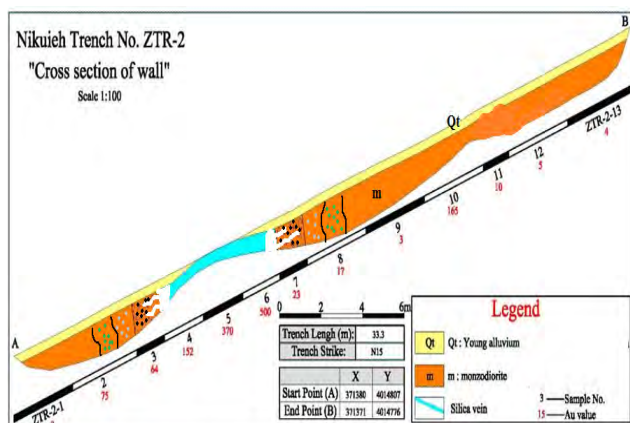 Nikuieh Trench No. ZTR-2
"Cross section of wall"
Scale 1:100
B
Qt
ZTR-2-13
4
12
5
11
10
10
165
m
9
3
8
17
7
23
6
500
5
370
4
152
3
64
2
75
ZTR-2-1
A
0 2 4 6m
Trench Lengh (m): 33.3
Trench Strike: N15
X Y
Start Point (A) 371380 4014807
End Point (B) 371371 4014776
Legend
Qt Qt : Young alluvium
m m : monzodiorite
Silica vein
3 Sample No.
15 Au value